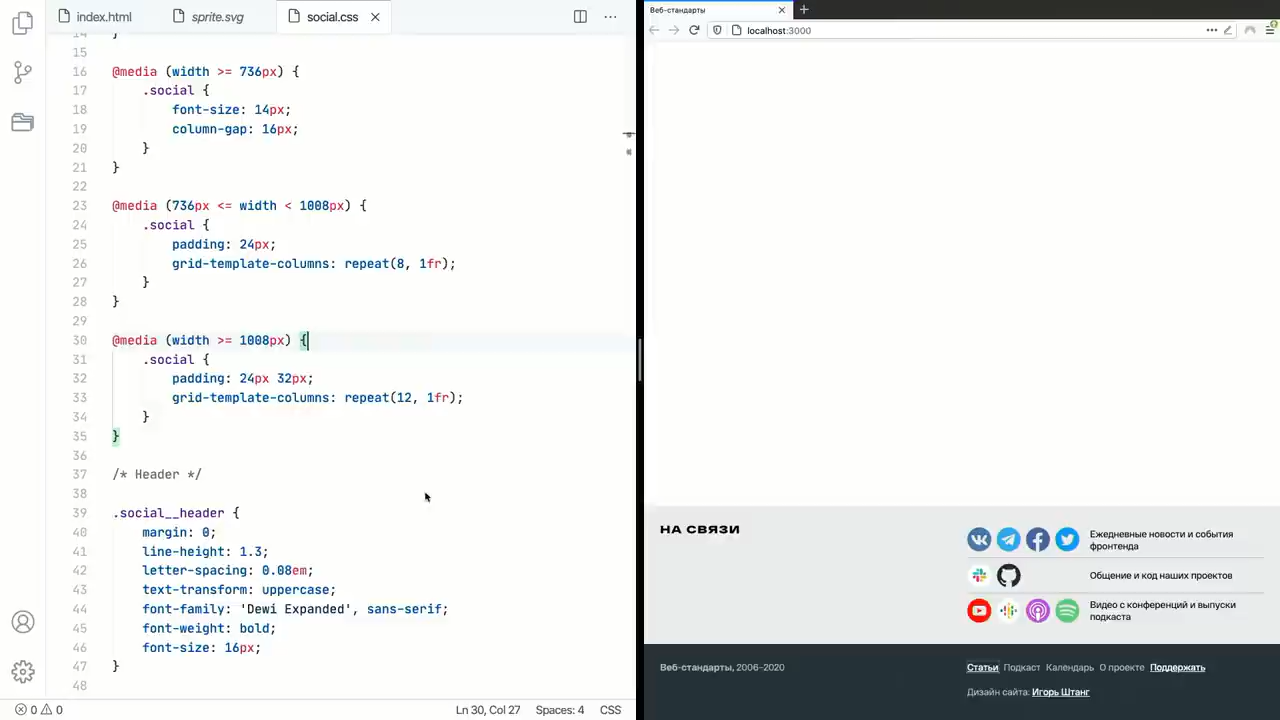 index.html
sprite.svg
social.css
14 }
15
16 @media (width >= 736px) {
17 .social {
18 font-size: 14px;
19 column-gap: 16px;
20 }
21 }
22
23 @media (736px <= width < 1008px) {
24 .social {
25 padding: 24px;
26 grid-template-columns: repeat(8, 1fr);
27 }
28 }
29
30 @media (width >= 1008px) {
31 .social {
32 padding: 24px 32px;
33 grid-template-columns: repeat(12, 1fr);
34 }
35 }
36
37 /* Header */
38
39 .social__header {
40 margin: 0;
41 line-height: 1.3;
42 letter-spacing: 0.08em;
43 text-transform: uppercase;
44 font-family: 'Dewi Expanded', sans-serif;
45 font-weight: bold;
46 font-size: 16px;
47 }
48
0 0 Ln 30, Col 27 Spaces: 4 CSS
Веб-стандарты
localhost:3000
НА СВЯЗИ
Ежедневные новости и события
фронтенда
Общение и код наших проектов
Видео с конференций и выпуски
подкаста
Веб-стандарты, 2006–2020
Статьи Подкаст Календарь О проекте Поддержать
Дизайн сайта: Игорь Штанг